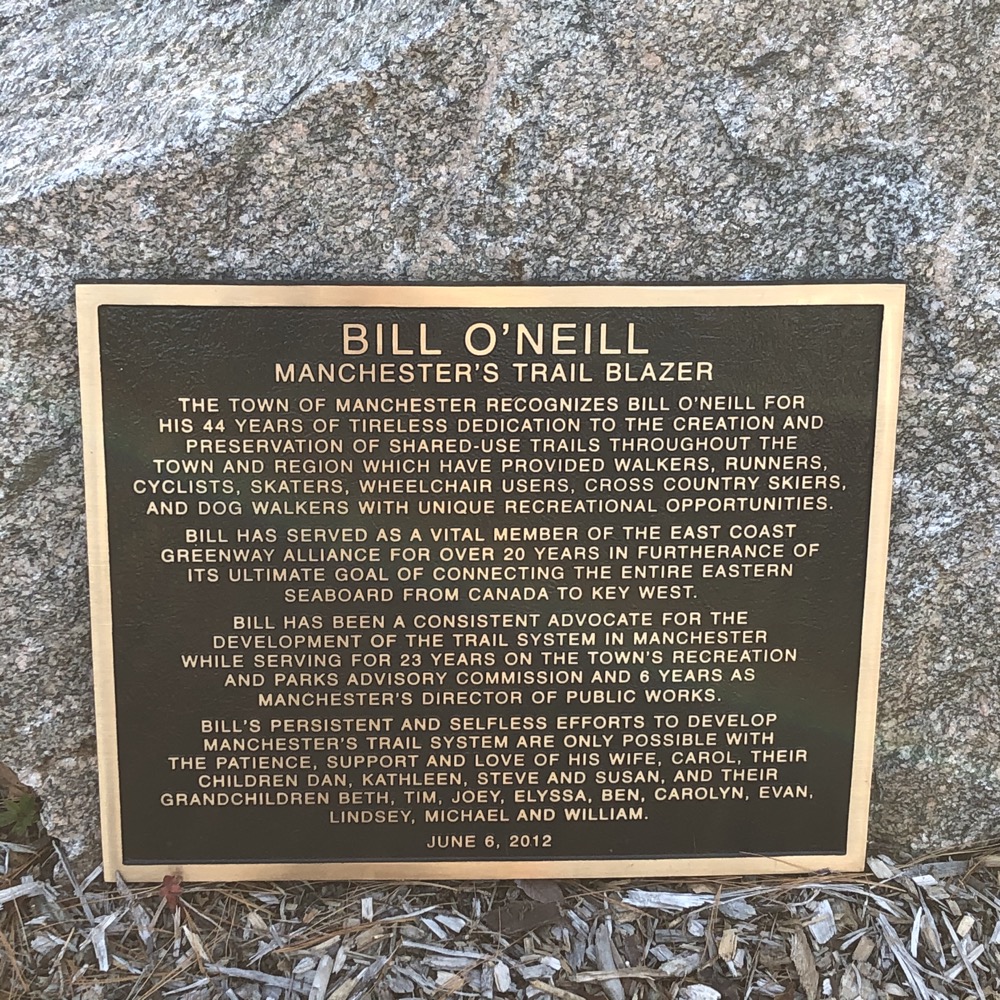 BILL O'NEILL
MANCHESTER'S TRAIL BLAZER
THE TOWN OF MANCHESTER RECOGNIZES BILL O'NEILL FOR
HIS 44 YEARS OF TIRELESS DEDICATION TO THE CREATION AND
PRESERVATION OF SHARED-USE TRAILS THROUGHOUT THE
TOWN AND REGION WHICH HAVE PROVIDED WALKERS, RUNNERS,
CYCLISTS, SKATERS, WHEELCHAIR USERS, CROSS COUNTRY SKIERS,
AND DOG WALKERS WITH UNIQUE RECREATIONAL OPPORTUNITIES.
BILL HAS SERVED AS A VITAL MEMBER OF THE EAST COAST
GREENWAY ALLIANCE FOR OVER 20 YEARS IN FURTHERANCE OF
ITS ULTIMATE GOAL OF CONNECTING THE ENTIRE EASTERN
SEABOARD FROM CANADA TO KEY WEST.
BILL HAS BEEN A CONSISTENT ADVOCATE FOR THE
DEVELOPMENT OF THE TRAIL SYSTEM IN MANCHESTER
WHILE SERVING FOR 23 YEARS ON THE TOWN'S RECREATION
AND PARKS ADVISORY COMMISSION AND 6 YEARS AS
MANCHESTER'S DIRECTOR OF PUBLIC WORKS.
BILL'S PERSISTENT AND SELFLESS EFFORTS TO DEVELOP
MANCHESTER'S TRAIL SYSTEM ARE ONLY POSSIBLE WITH
THE PATIENCE, SUPPORT AND LOVE OF HIS WIFE, CAROL, THEIR
CHILDREN DAN, KATHLEEN, STEVE AND SUSAN, AND THEIR
GRANDCHILDREN BETH, TIM, JOEY, ELYSSA, BEN, CAROLYN, EVAN,
LINDSEY, MICHAEL AND WILLIAM.
JUNE 6, 2012